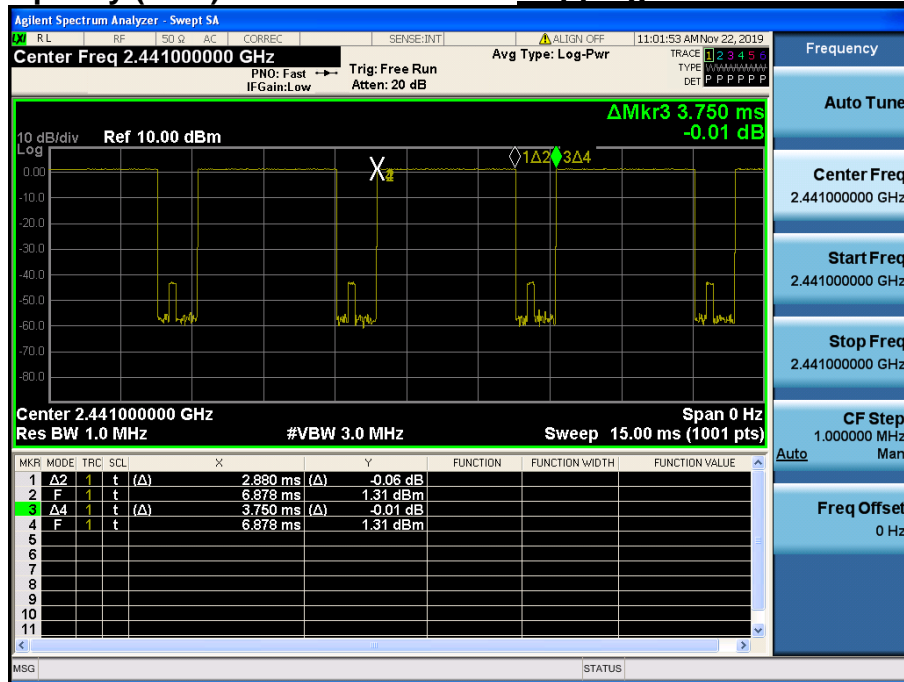 Agilent Spectrum Analyzer - Swept SA
LXI RL RF 50 Ω AC CORREC SENSE:INT ALIGN OFF 11:01:53 AM Nov 22, 2019
Center Freq 2.441000000 GHz Avg Type: Log-Pwr TRACE 1 2 3 4 5 6
PNO: Fast Trig: Free Run TYPE
IFGain:Low Atten: 20 dB DET P P P P P P
ΔMkr3 3.750 ms
-0.01 dB
10 dB/div Ref 10.00 dBm
Log
1Δ2 3Δ4
X
0.00
-10.0
-20.0
-30.0
-40.0
-50.0
-60.0
-70.0
-80.0
Center 2.441000000 GHz Span 0 Hz
Res BW 1.0 MHz #VBW 3.0 MHz Sweep 15.00 ms (1001 pts)
MKR MODE TRC SCL X Y FUNCTION FUNCTION WIDTH FUNCTION VALUE
1 Δ2 1 t (Δ) 2.880 ms (Δ) -0.06 dB
2 F 1 t 6.878 ms 1.31 dBm
3 Δ4 1 t (Δ) 3.750 ms (Δ) -0.01 dB
4 F 1 t 6.878 ms 1.31 dBm
5
6
7
8
9
10
11
MSG STATUS
Frequency
Auto Tune
Center Freq
2.441000000 GHz
Start Freq
2.441000000 GHz
Stop Freq
2.441000000 GHz
CF Step
1.000000 MHz
Auto Man
Freq Offset
0 Hz